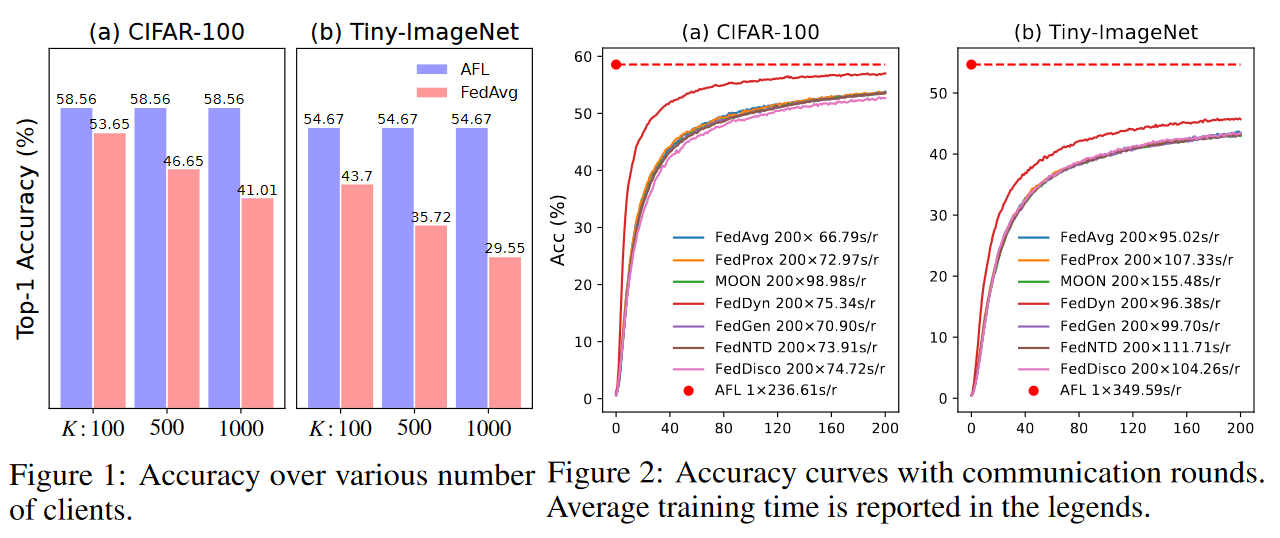 (a) CIFAR-100
(b) Tiny-ImageNet
Top-1 Accuracy (%)
AFL
FedAvg
58.56
53.65
58.56
46.65
58.56
41.01
54.67
43.7
54.67
35.72
54.67
29.55
K: 100
500
1000
K: 100
500
1000
Figure 1: Accuracy over various number
of clients.
(a) CIFAR-100
(b) Tiny-ImageNet
Acc (%)
60
50
40
30
20
10
0
FedAvg 200× 66.79s/r
FedProx 200×72.97s/r
MOON 200×98.98s/r
FedDyn 200×75.34s/r
FedGen 200×70.90s/r
FedNTD 200×73.91s/r
FedDisco 200×74.72s/r
AFL 1×236.61s/r
0 40 80 120 160 200
50
40
30
20
10
0
FedAvg 200×95.02s/r
FedProx 200×107.33s/r
MOON 200×155.48s/r
FedDyn 200×96.38s/r
FedGen 200×99.70s/r
FedNTD 200×111.71s/r
FedDisco 200×104.26s/r
AFL 1×349.59s/r
0 40 80 120 160 200
Figure 2: Accuracy curves with communication rounds.
Average training time is reported in the legends.